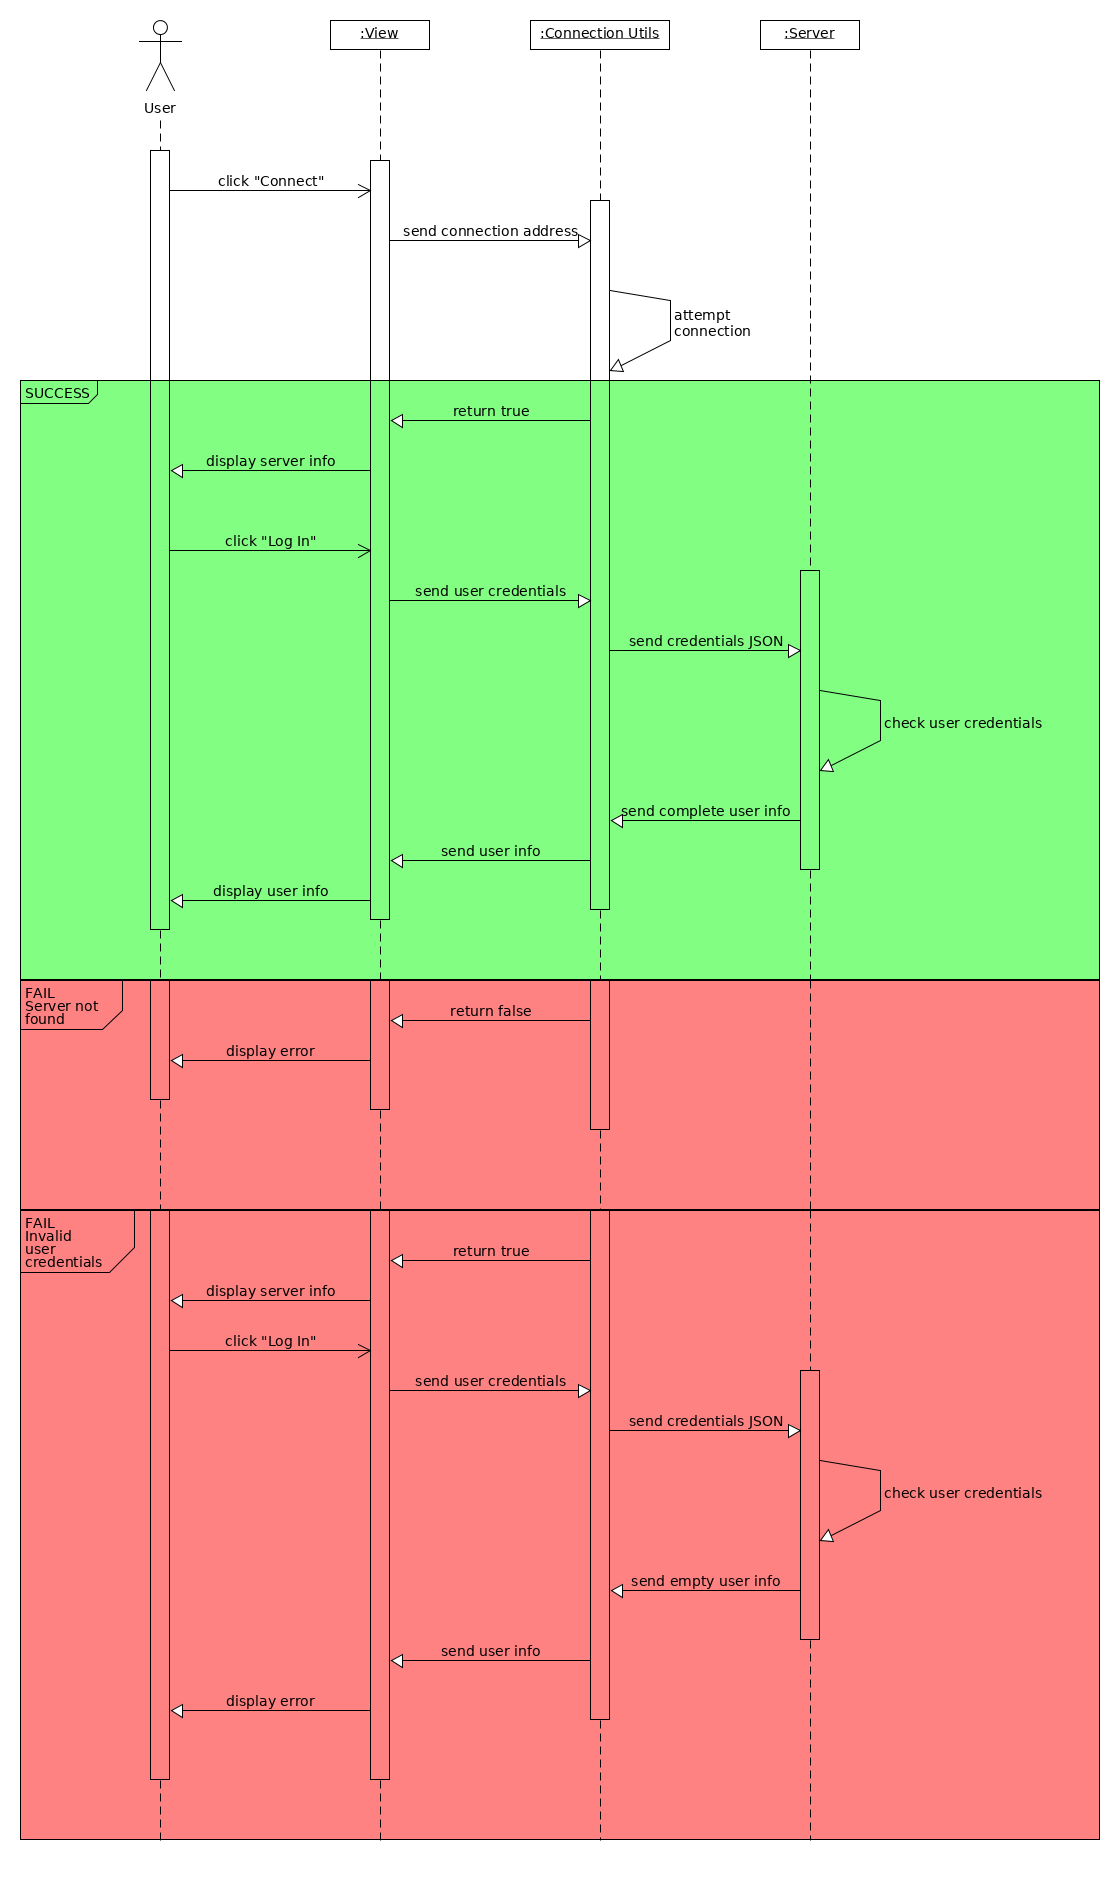 :View
:Connection Utils
:Server
User
click "Connect"
send connection address
attempt
connection
SUCCESS
return true
display server info
click "Log In"
send user credentials
send credentials JSON
check user credentials
send complete user info
send user info
display user info
FAIL
Server not
found
return false
display error
FAIL
Invalid
user
credentials
return true
display server info
click "Log In"
send user credentials
send credentials JSON
check user credentials
send empty user info
send user info
display error